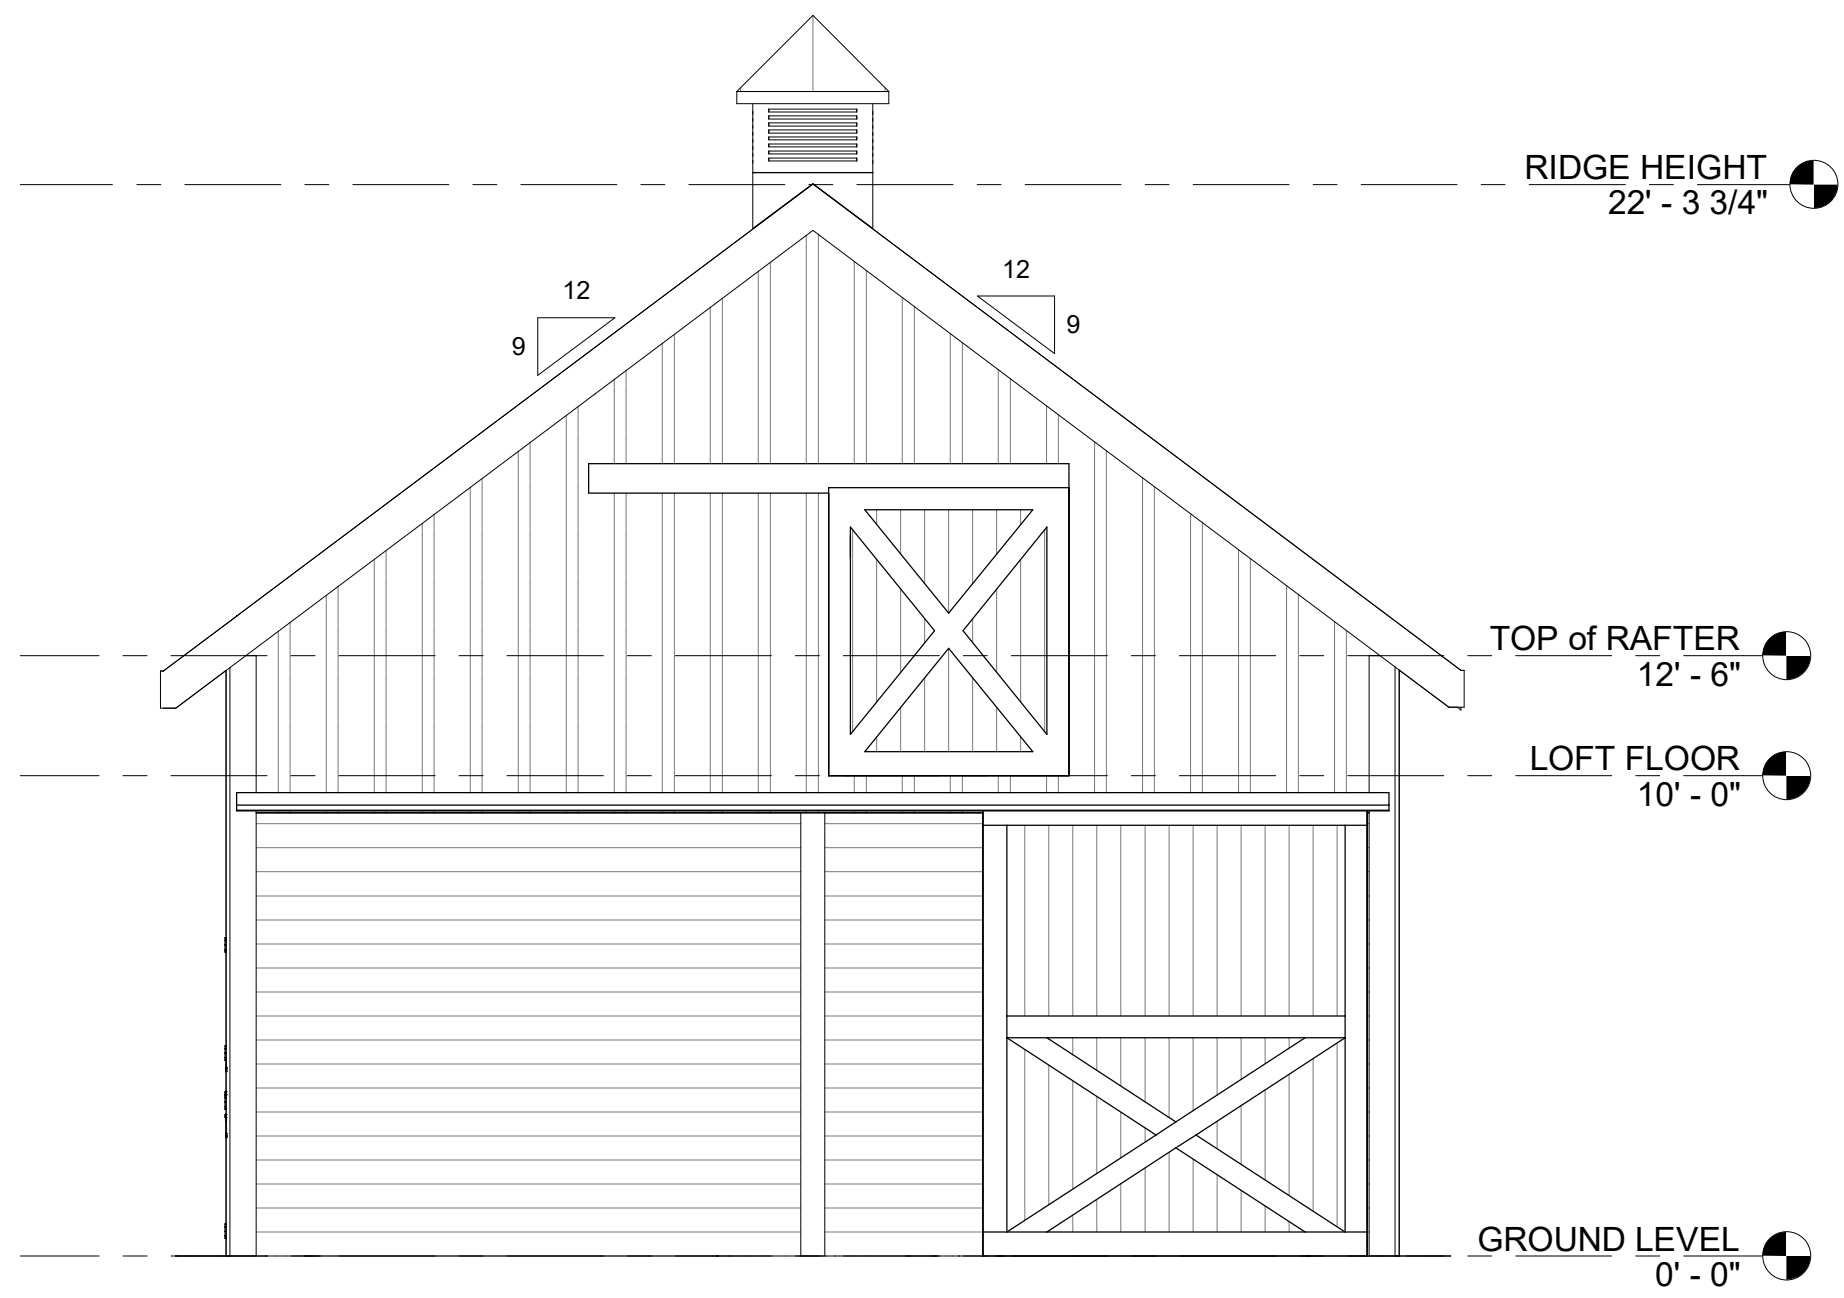 RIDGE HEIGHT
22' - 3 3/4"
12
9
12
9
TOP of RAFTER
12' - 6"
LOFT FLOOR
10' - 0"
GROUND LEVEL
0' - 0"